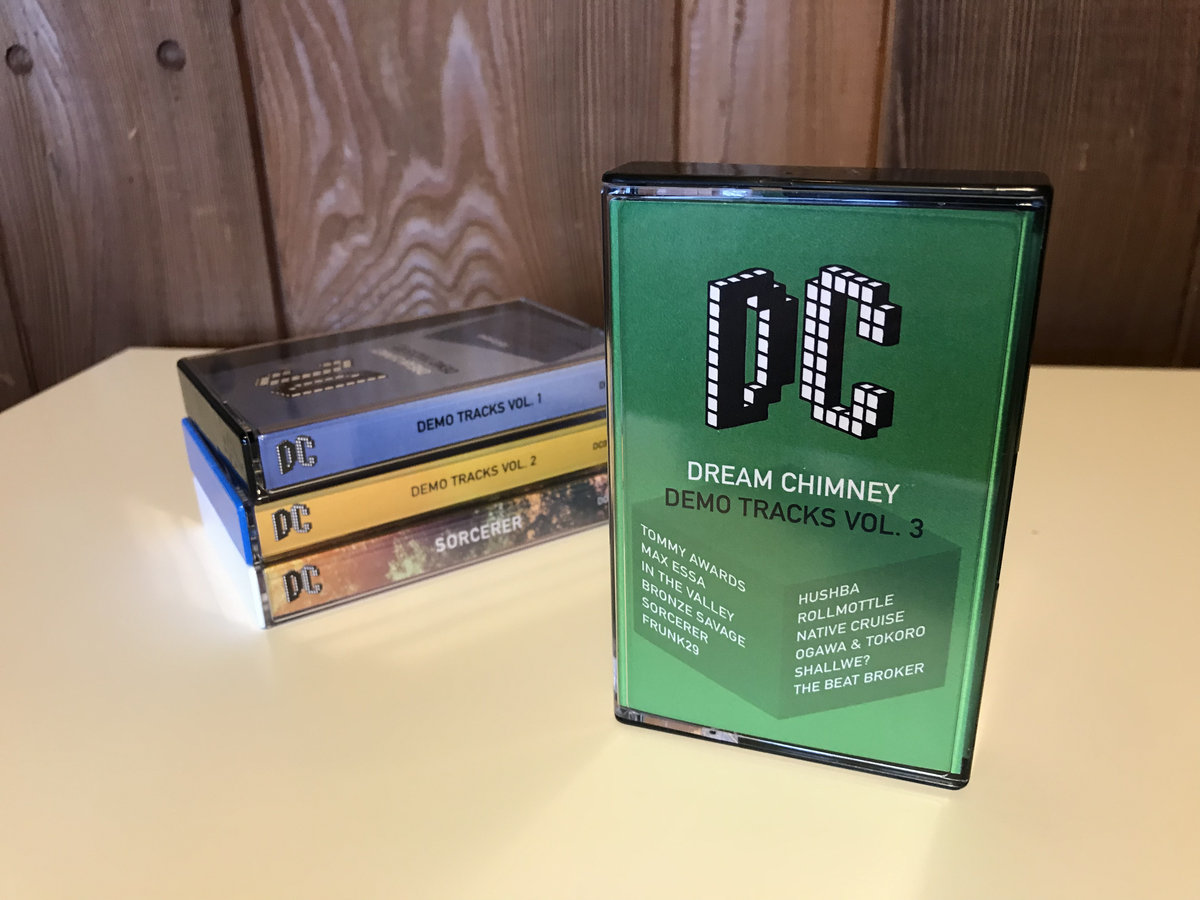 DC
DREAM CHIMNEY
DEMO TRACKS VOL. 3
TOMMY AWARDS
MAX ESSA
IN THE VALLEY
BRONZE SAVAGE
SORCERER
FRUNK29
HUSHBA
ROLLMOTTLE
NATIVE CRUISE
OGAWA & TOKORO
SHALLWE?
THE BEAT BROKER
DC DEMO TRACKS VOL. 1
DC DEMO TRACKS VOL. 2
DC SORCERER